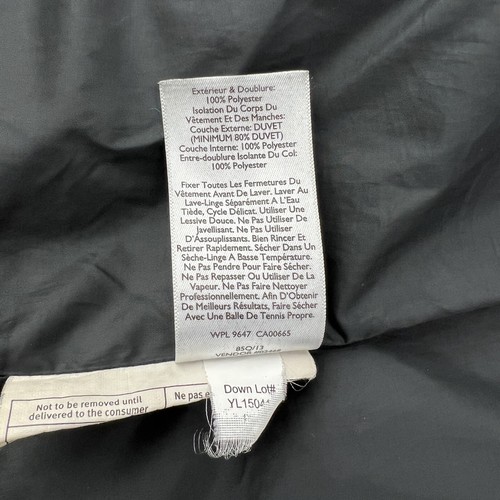 Extérieur & Doublure:
100% Polyester
Isolation Du Corps Du
Vêtement Et Des Manches:
Couche Externe: DUVET
(MINIMUM 80% DUVET)
Couche Interne: 100% Polyester
Entre-doublure Isolante Du Col:
100% Polyester
Fixer Toutes Les Fermetures Du
Vêtement Avant De Laver. Laver Au
Lave-Linge Séparément A L'Eau
Tiède, Cycle Délicat. Utiliser Une
Lessive Douce. Ne Pas Utiliser De
Javellisant. Ne Pas Utiliser
D'Assouplissants. Bien Rincer Et
Retirer Rapidement. Sécher Dans Un
Sèche-Linge A Basse Température.
Ne Pas Pendre Pour Faire Sécher.
Ne Pas Repasser Ou Utiliser De La
Vapeur. Ne Pas Faire Nettoyer
Professionnellement. Afin D'Obtenir
De Meilleurs Résultats, Faire Sécher
Avec Une Balle De Tennis Propre.
WPL 9647 CA00665
85Q/13
VENDOR
Not to be removed until
delivered to the consumer
Ne pas e
Down Lot#
YL1504